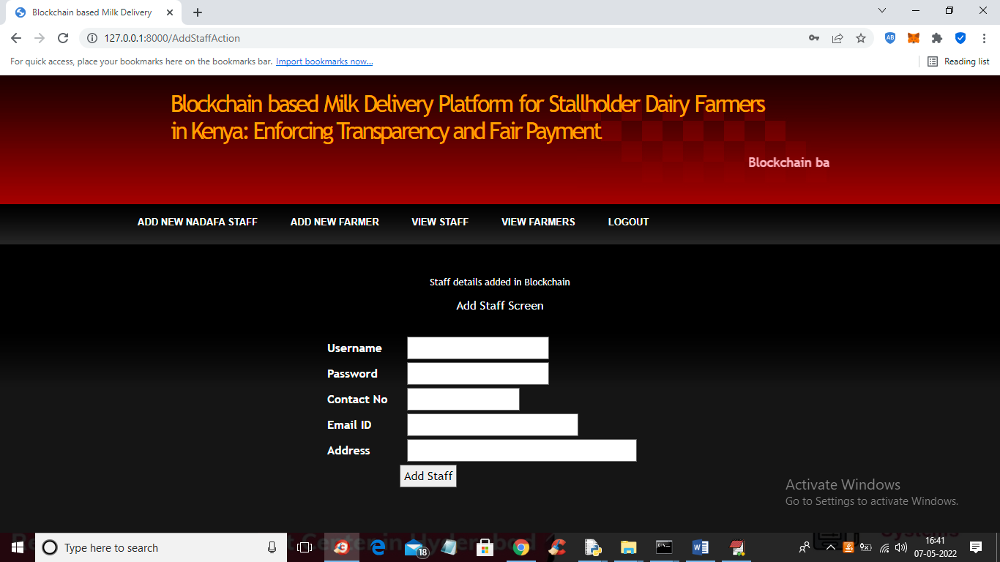 Blockchain based Milk Delivery
127.0.0.1:8000/AddStaffAction
AB
For quick access, place your bookmarks here on the bookmarks bar. Import bookmarks now...
Reading list
Blockchain based Milk Delivery Platform for Stallholder Dairy Farmers
in Kenya: Enforcing Transparency and Fair Payment
Blockchain ba
ADD NEW NADAFA STAFF ADD NEW FARMER VIEW STAFF VIEW FARMERS LOGOUT
Staff details added in Blockchain
Add Staff Screen
Username
Password
Contact No
Email ID
Address
Add Staff
Activate Windows
Go to Settings to activate Windows.
Type here to search
18
16:41
07-05-2022